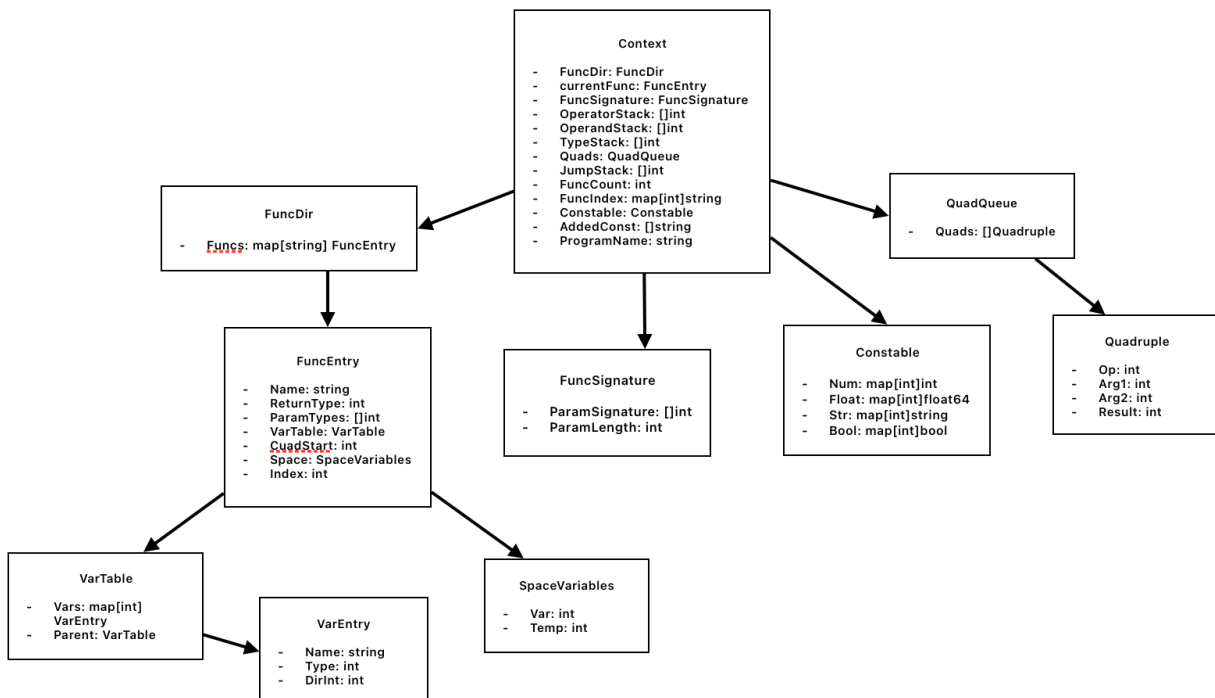 Context
- FuncDir: FuncDir
- currentFunc: FuncEntry
- FuncSignature: FuncSignature
- OperatorStack: []int
- OperandStack: []int
- TypeStack: []int
- Quads: QuadQueue
- JumpStack: []int
- FuncCount: int
- FuncIndex: map[int]string
- Constable: Constable
- AddedConst: []string
- ProgramName: string
FuncDir
- Funcs: map[string] FuncEntry
QuadQueue
- Quads: []Quadruple
FuncEntry
- Name: string
- ReturnType: int
- ParamTypes: []int
- VarTable: VarTable
- CuadStart: int
- Space: SpaceVariables
- Index: int
FuncSignature
- ParamSignature: []int
- ParamLength: int
Constable
- Num: map[int]int
- Float: map[int]float64
- Str: map[int]string
- Bool: map[int]bool
Quadruple
- Op: int
- Arg1: int
- Arg2: int
- Result: int
VarTable
- Vars: map[int]
VarEntry
- Parent: VarTable
VarEntry
- Name: string
- Type: int
- DirInt: int
SpaceVariables
- Var: int
- Temp: int